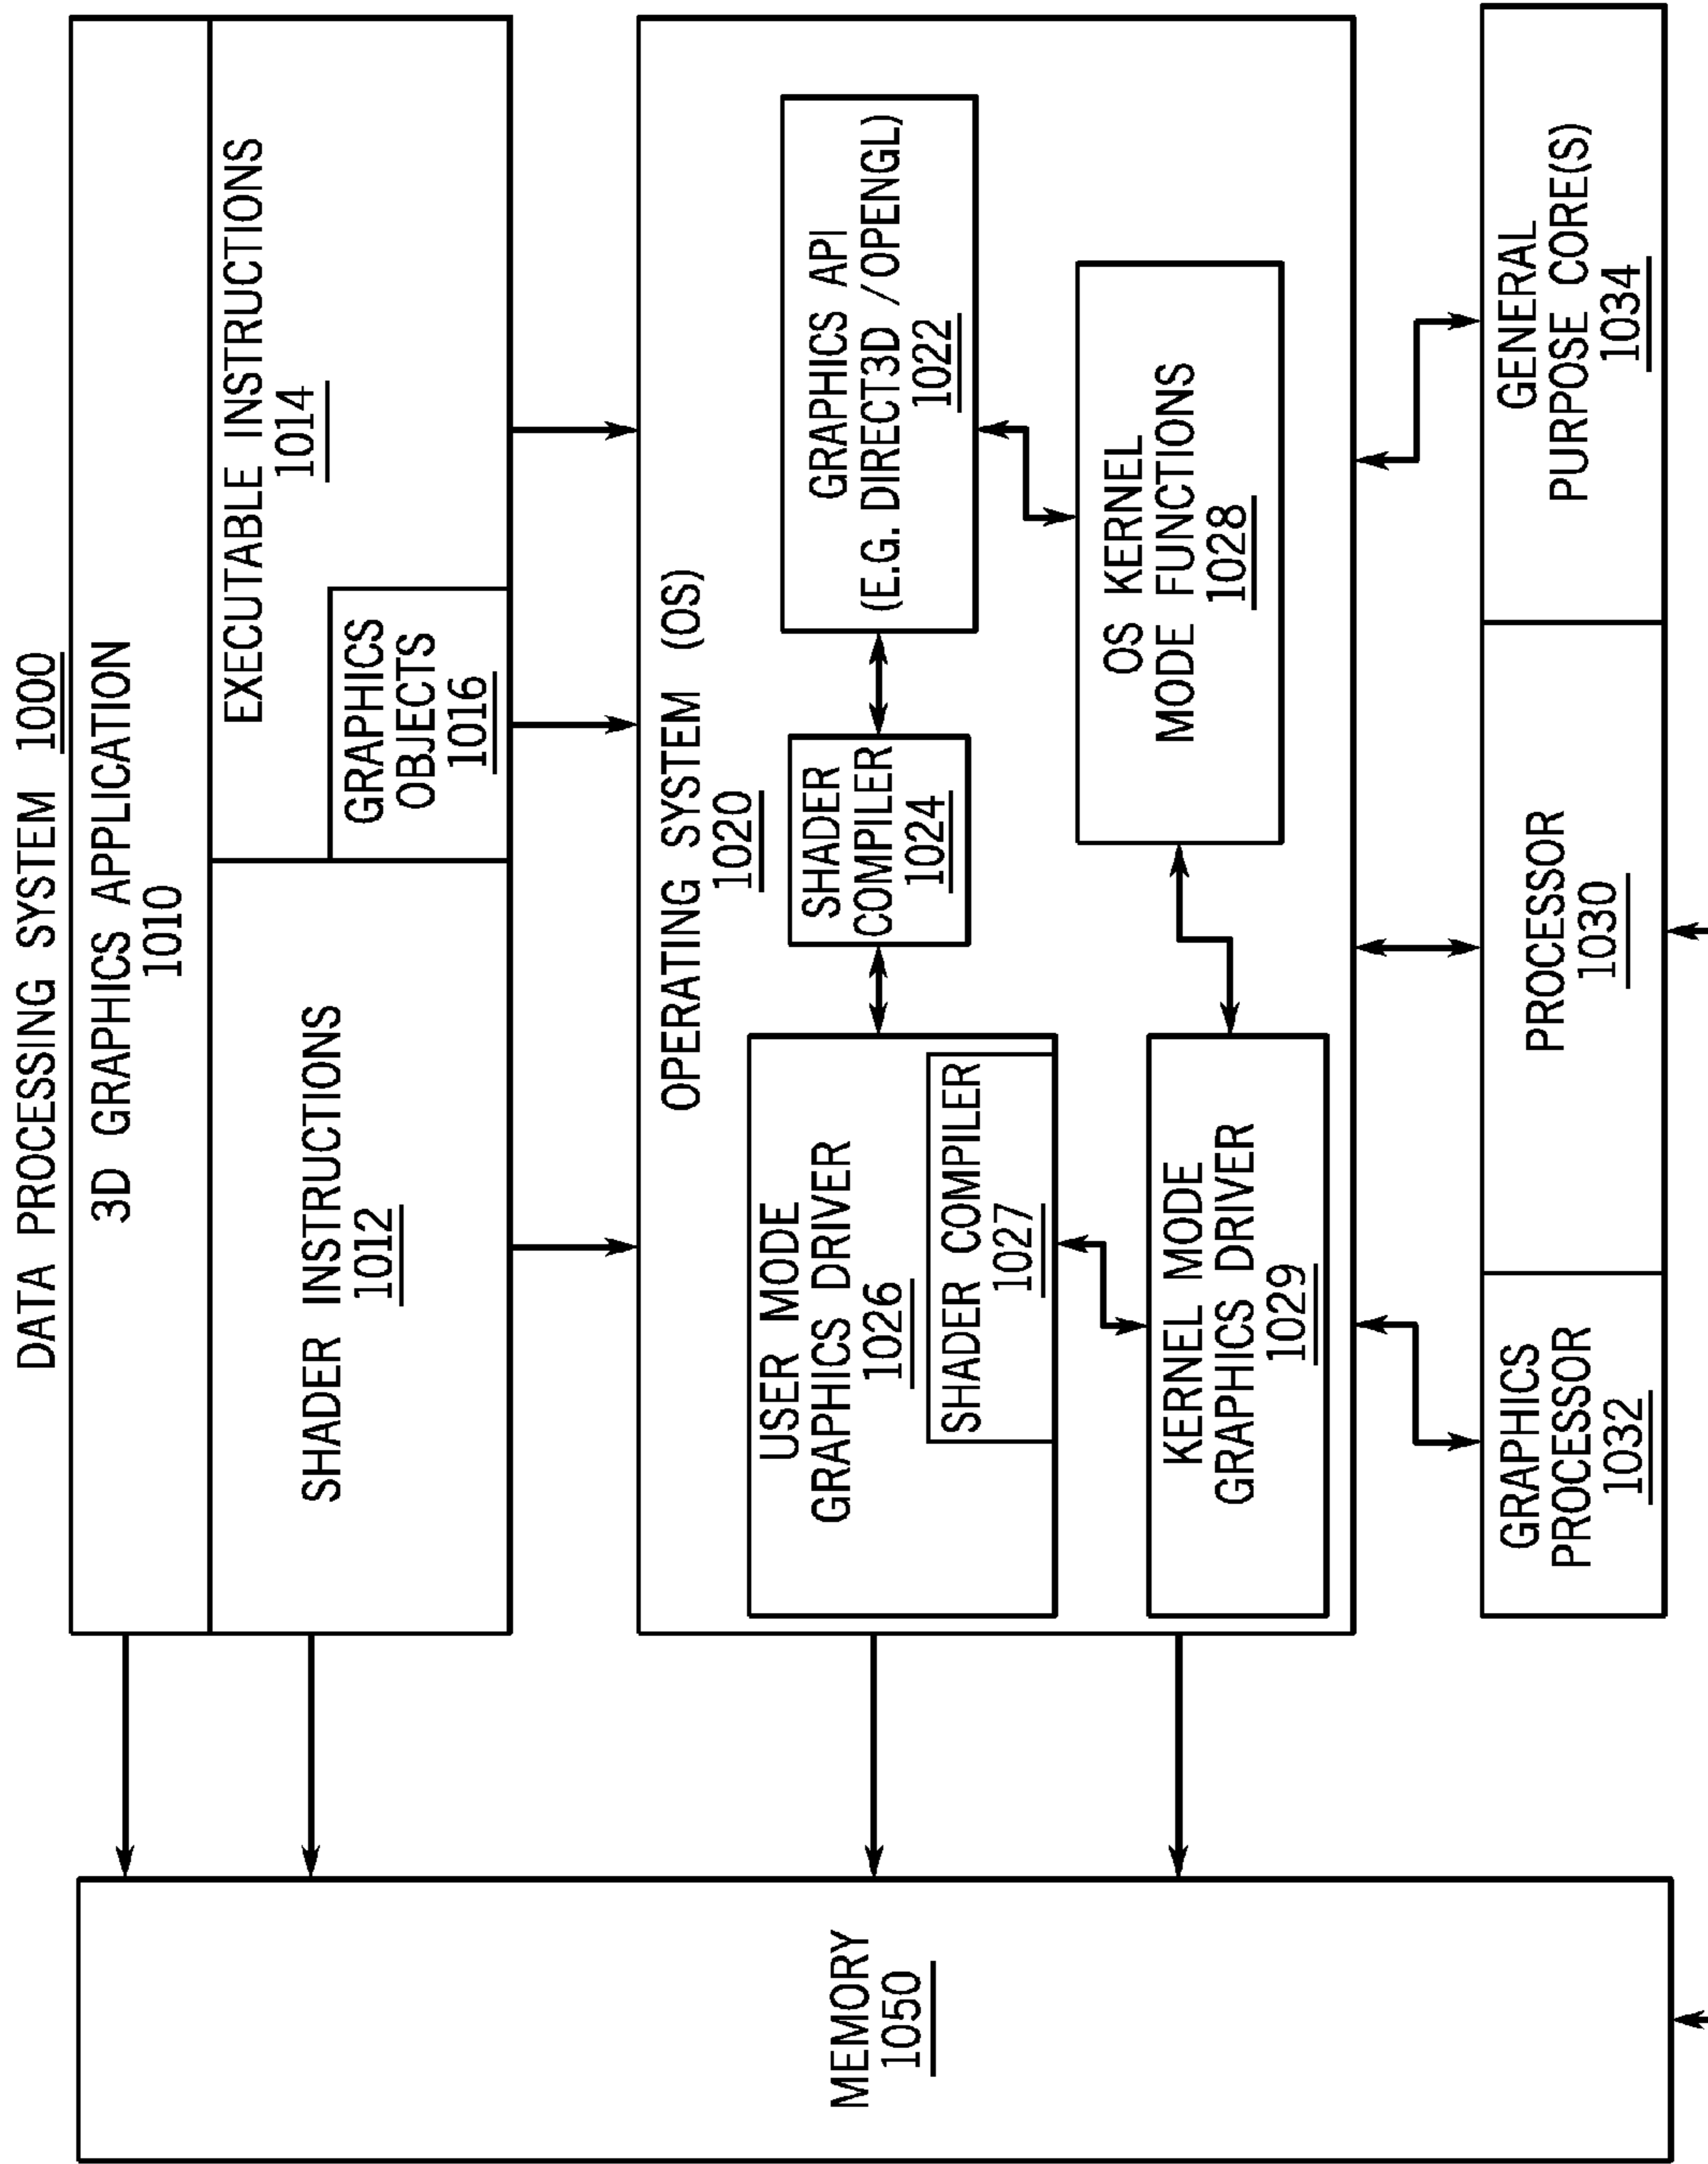 DATA PROCESSING SYSTEM 1000
3D GRAPHICS APPLICATION
1010
SHADER INSTRUCTIONS
1012
EXECUTABLE INSTRUCTIONS
1014
GRAPHICS
OBJECTS
1016
OPERATING SYSTEM (OS)
1020
USER MODE
GRAPHICS DRIVER
1026
SHADER COMPILER
1027
SHADER
COMPILER
1024
GRAPHICS API
(E.G. DIRECT3D /OPENGL)
1022
KERNEL MODE
GRAPHICS DRIVER
1029
OS KERNEL
MODE FUNCTIONS
1028
MEMORY
1050
GRAPHICS
PROCESSOR
1032
PROCESSOR
1030
GENERAL
PURPOSE CORE(S)
1034